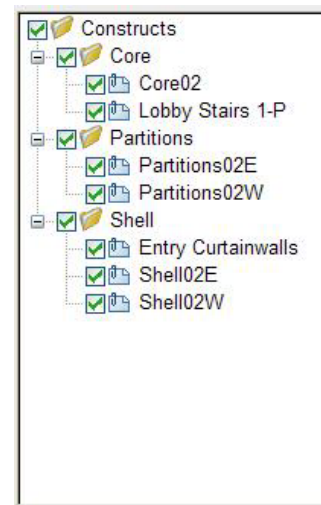 Constructs
Core
Core02
Lobby Stairs 1-P
Partitions
Partitions02E
Partitions02W
Shell
Entry Curtainwalls
Shell02E
Shell02W